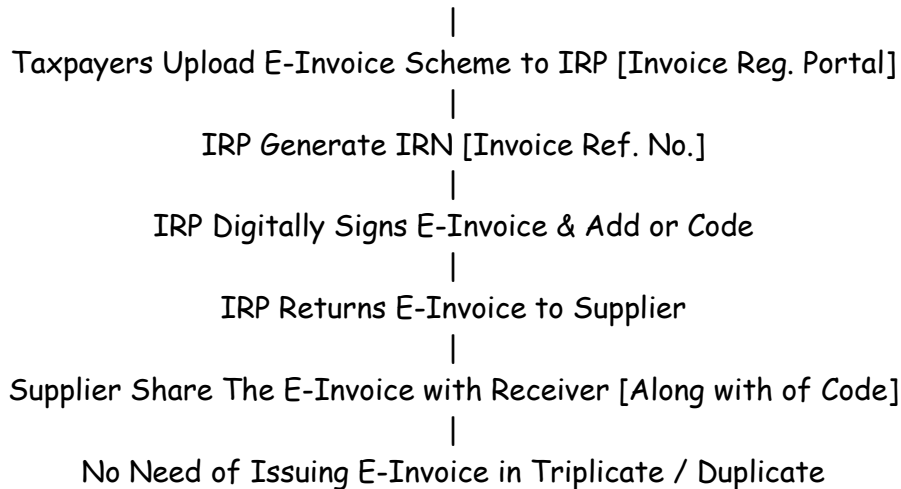 Taxpayers Upload E-Invoice Scheme to IRP [Invoice Reg. Portal]
IRP Generate IRN [Invoice Ref. No.]
IRP Digitally Signs E-Invoice & Add or Code
IRP Returns E-Invoice to Supplier
Supplier Share The E-Invoice with Receiver [Along with of Code]
No Need of Issuing E-Invoice in Triplicate / Duplicate